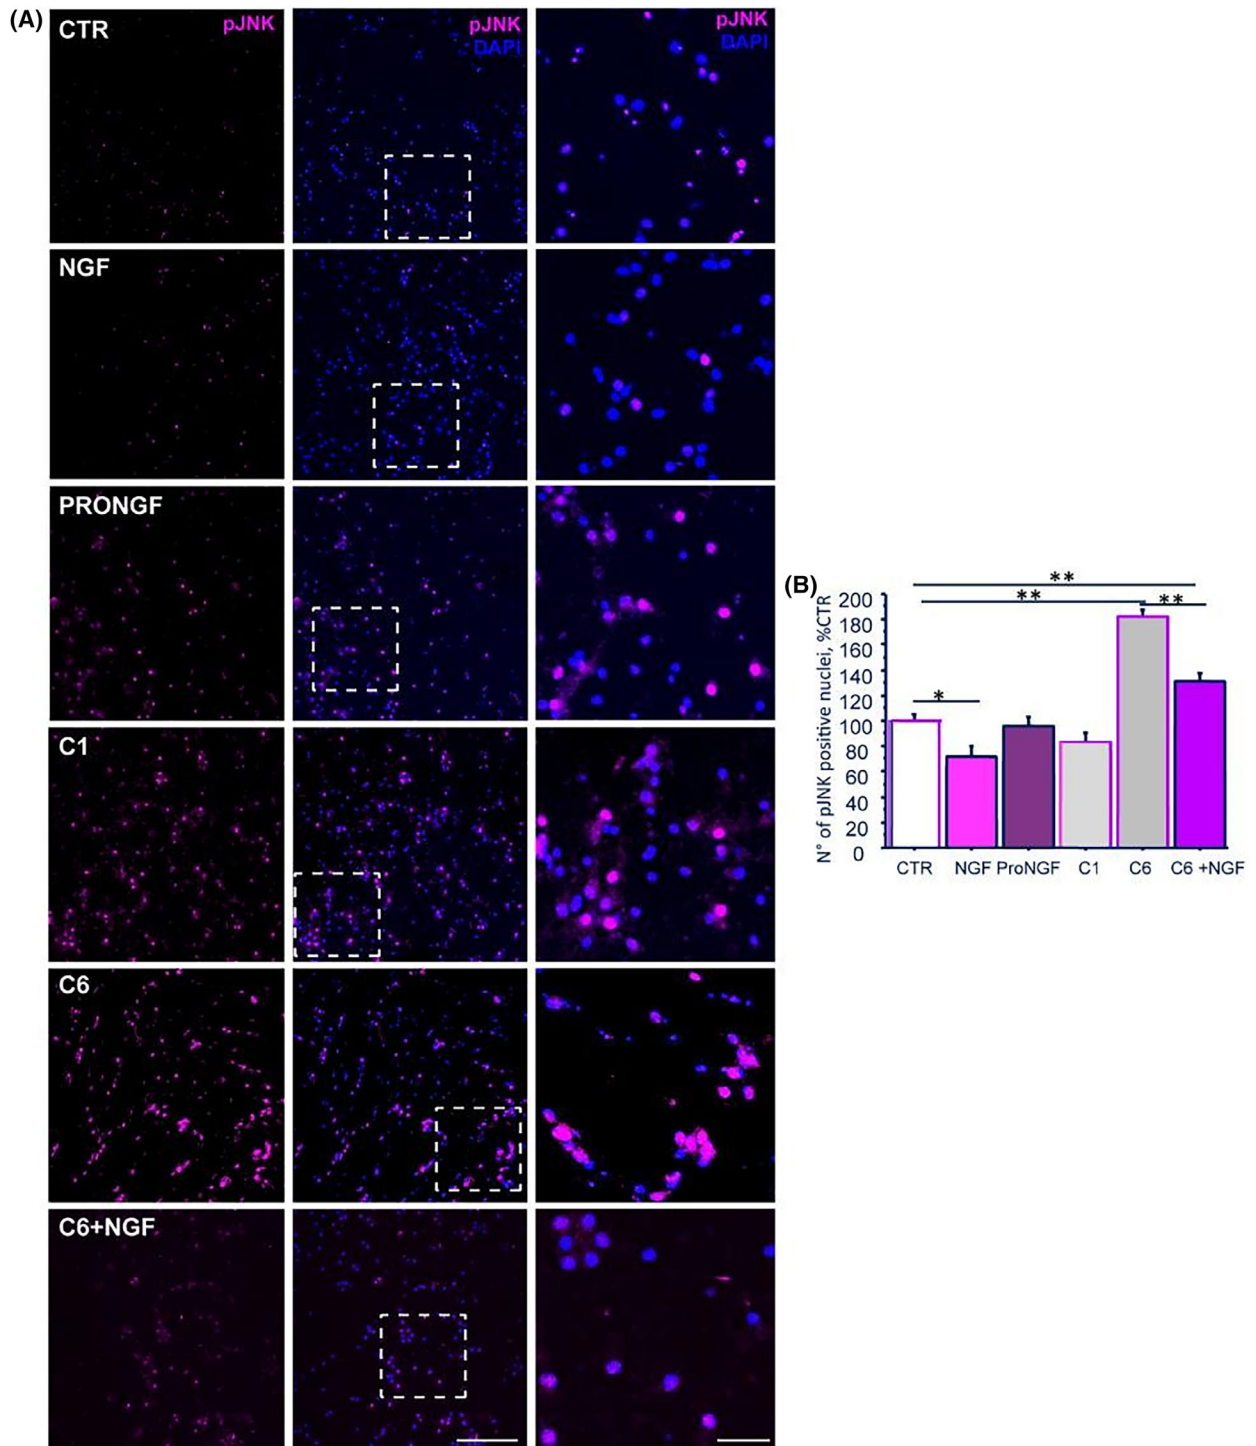 (A)
CTR
pJNK
pJNK
DAPI
pJNK
DAPI
NGF
PRONGF
C1
C6
C6+NGF
(B)
N° of pJNK positive nuclei, %CTR
200
180
160
140
120
100
80
60
40
20
0
**
**
**
*
CTR NGF ProNGF C1 C6 C6 +NGF